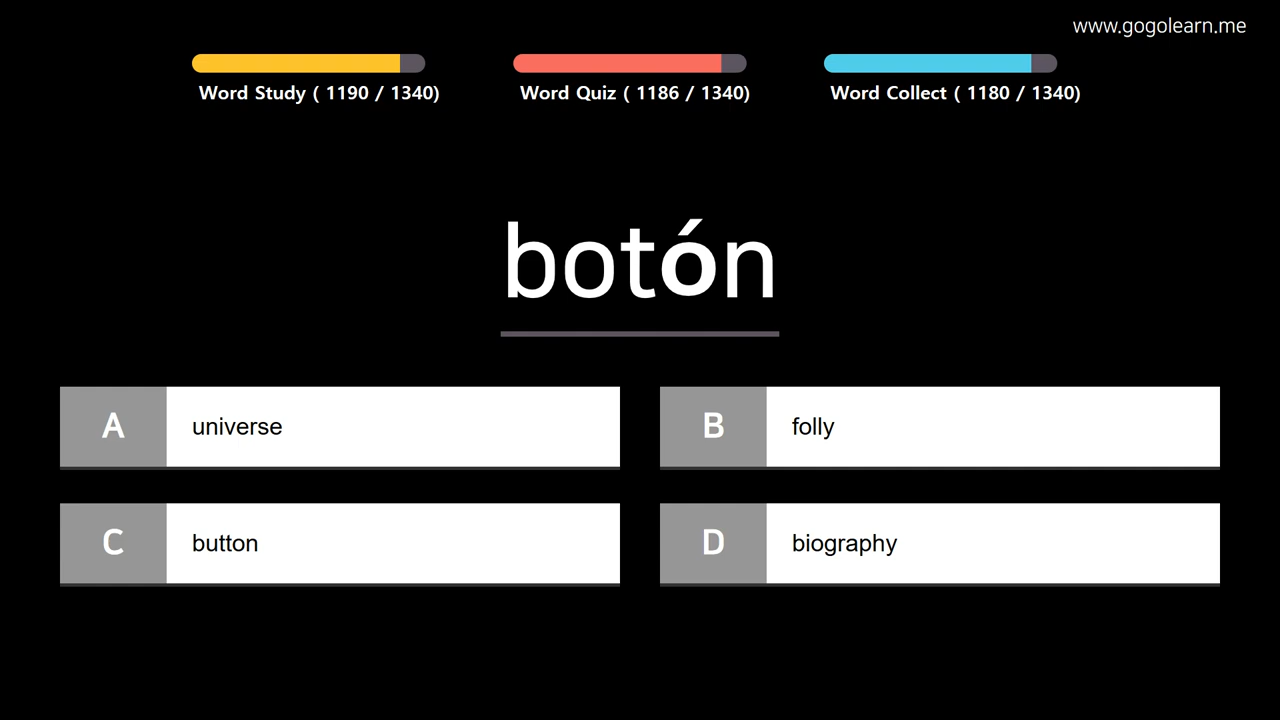 www.gogolearn.me
Word Study ( 1190 / 1340)
Word Quiz ( 1186 / 1340)
Word Collect ( 1180 / 1340)
botón
A universe
B folly
C button
D biography